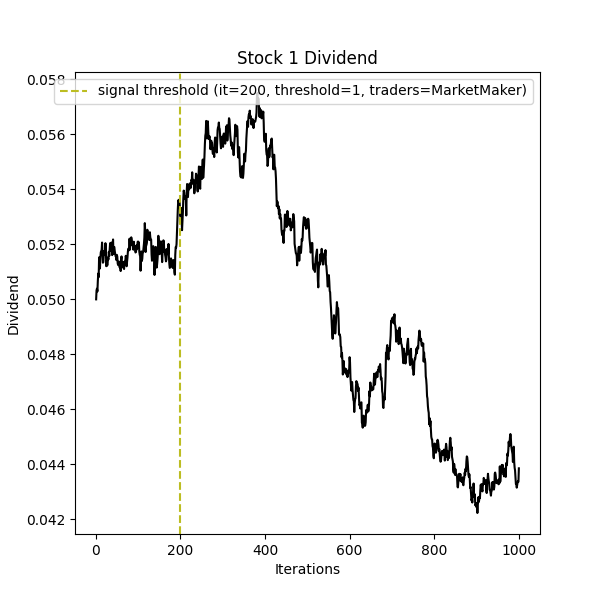 Stock 1 Dividend
signal threshold (it=200, threshold=1, traders=MarketMaker)
0.058
0.056
0.054
0.052
0.050
0.048
0.046
0.044
0.042
Dividend
0 200 400 600 800 1000
Iterations